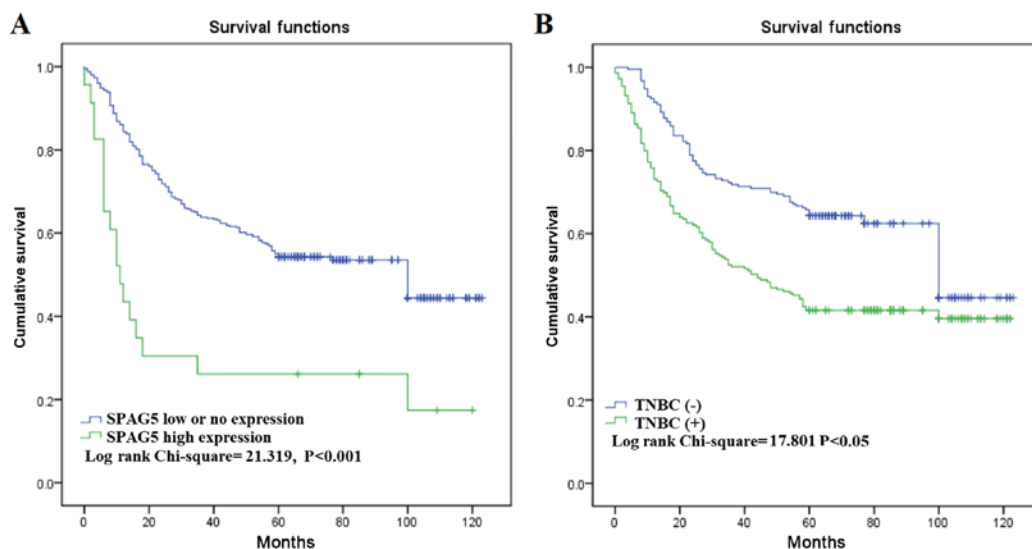 A
Survival functions
1.0
0.8
0.6
0.4
0.2
0.0
Cumulative survival
SPAG5 low or no expression
SPAG5 high expression
Log rank Chi-square= 21.319, P<0.001
0 20 40 60 80 100 120
Months
B
Survival functions
1.0
0.8
0.6
0.4
0.2
0.0
Cumulative survival
TNBC (-)
TNBC (+)
Log rank Chi-square= 17.801 P<0.05
0 20 40 60 80 100 120
Months